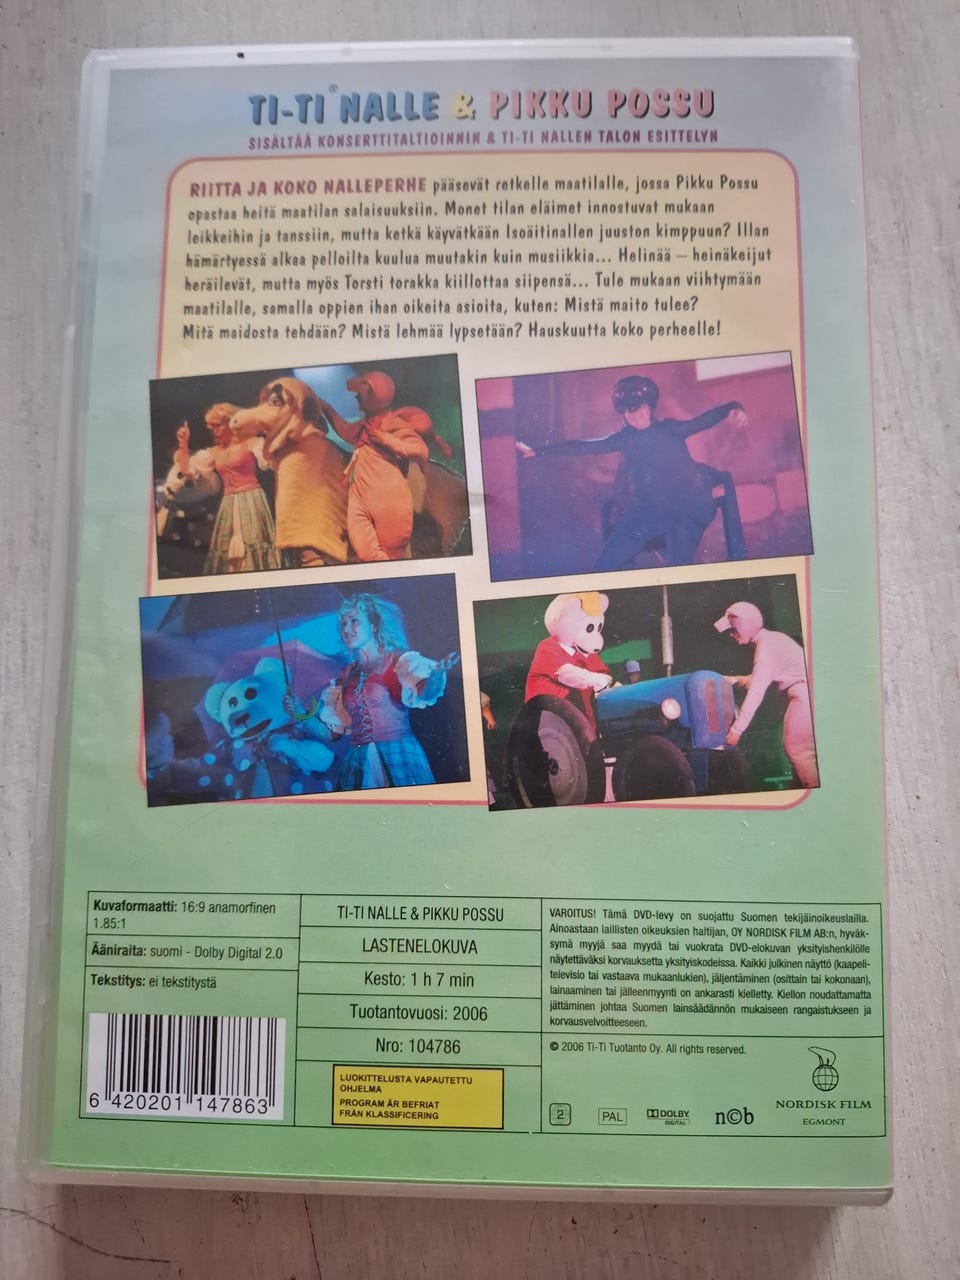 TI-TI® NALLE & PIKKU POSSU
SISÄLTÄÄ KONSERTTITALTIOINNIN & TI-TI NALLEN TALON ESITTELYN
RIITTA JA KOKO NALLEPERHE pääsevät retkelle maatilalle, jossa Pikku Possu
opastaa heitä maatilan salaisuuksiin. Monet tilan eläimet innostuvat mukaan
leikkeihin ja tanssiin, mutta ketkä käyvätkään Isoäitinallen juuston kimppuun? Illan
hämärtyessä alkaa pelloilta kuulua muutakin kuin musiikkia... Helinää – heinäkeijut
heräilevät, mutta myös Torsti torakka kiillottaa siipensä... Tule mukaan viihtymään
maatilalle, samalla oppien ihan oikeita asioita, kuten: Mistä maito tulee?
Mitä maidosta tehdään? Mistä lehmää lypsetään? Hauskuutta koko perheelle!
Kuvaformaatti: 16:9 anamorfinen
1.85:1
Ääniraita: suomi - Dolby Digital 2.0
Tekstitys: ei tekstitystä
6 420201 147863
TI-TI NALLE & PIKKU POSSU
LASTENELOKUVA
Kesto: 1 h 7 min
Tuotantovuosi: 2006
Nro: 104786
LUOKITTELUSTA VAPAUTETTU
OHJELMA
PROGRAM ÄR BEFRIAT
FRÅN KLASSIFICERING
VAROITUS! Tämä DVD-levy on suojattu Suomen tekijäinoikeuslailla.
Ainoastaan laillisten oikeuksien haltijan, OY NORDISK FILM AB:n, hyväk-
symä myyjä saa myydä tai vuokrata DVD-elokuvan yksityishenkilölle
näytettäväksi korvauksetta yksityiskodeissa. Kaikki julkinen näyttö (kaapeli-
televisio tai vastaava mukaanlukien), jäljentäminen (osittain tai kokonaan),
lainaaminen tai jälleenmyynti on ankarasti kielletty. Kiellon noudattamatta
jättäminen johtaa Suomen lainsäädännön mukaiseen rangaistukseen ja
korvausvelvoitteeseen.
© 2006 Ti-Ti Tuotanto Oy. All rights reserved.
2
PAL
DOLBY
DIGITAL
n©b
NORDISK FILM
EGMONT